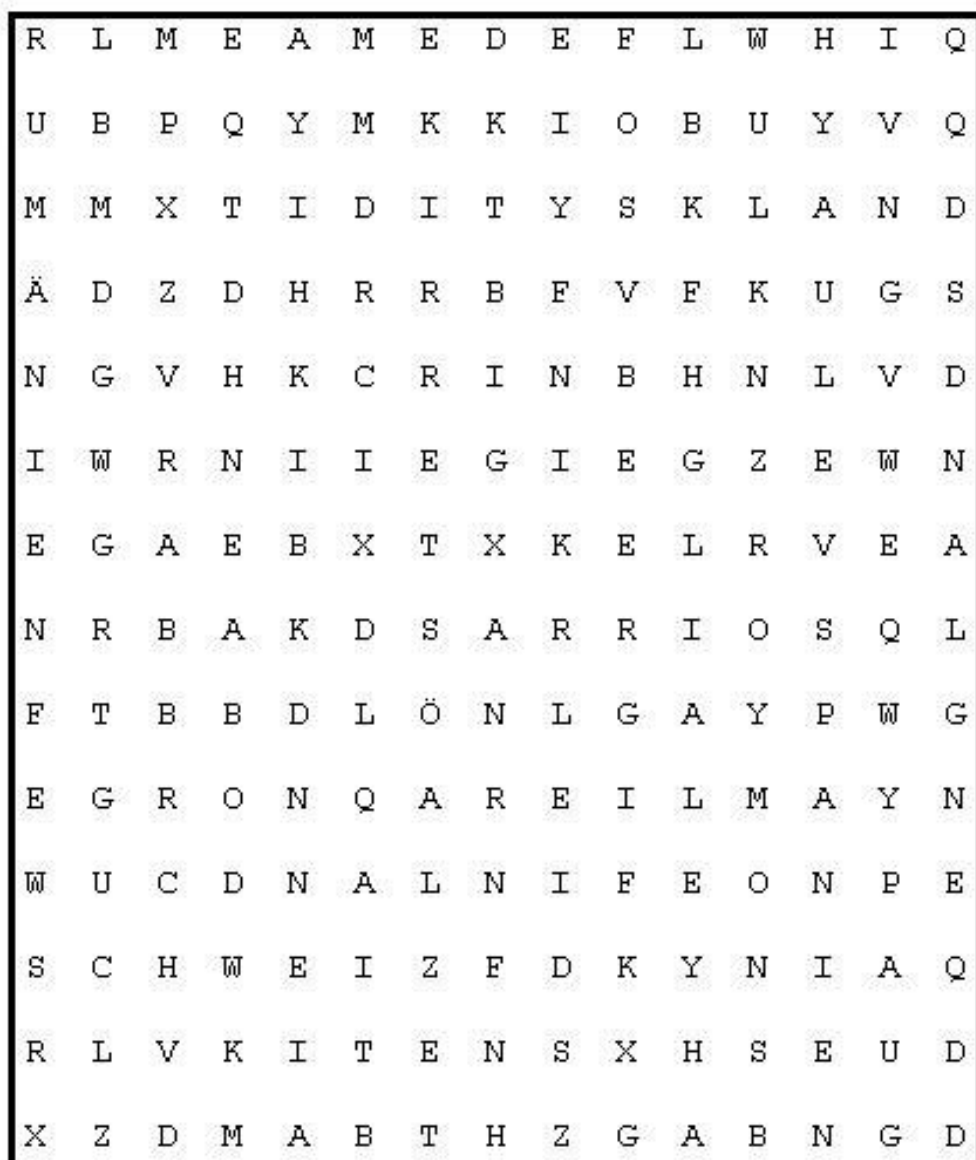 R L M E A M E D E F L W H I Q
U B P Q Y M K K I O B U Y V Q
M M X T I D I T Y S K L A N D
Ä D Z D H R R B F V F K U G S
N G V H K C R I N B H N L V D
I W R N I I E G I E G Z E W N
E G A E B X T X K E L R V E A
N R B A K D S A R R I O S Q L
F T B B D L Ö N L G A Y P W G
E G R O N Q A R E I L M A Y N
W U C D N A L N I F E O N P E
S C H W E I Z F D K Y N I A Q
R L V K I T E N S X H S E U D
X Z D M A B T H Z G A B N G D